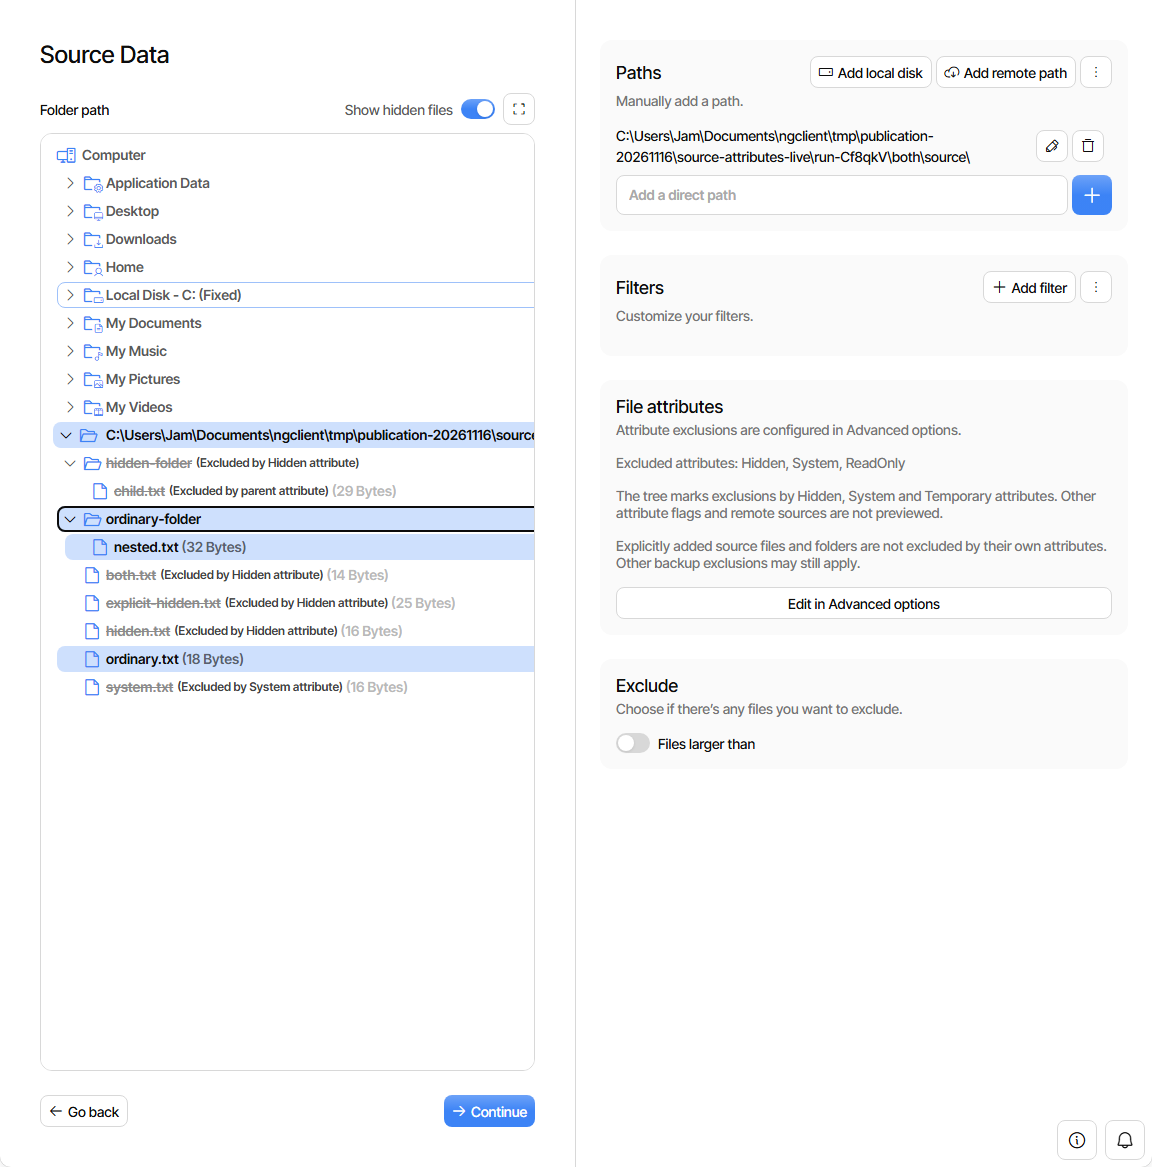 Source Data
Folder path
Show hidden files
Computer
Application Data
Desktop
Downloads
Home
Local Disk - C: (Fixed)
My Documents
My Music
My Pictures
My Videos
C:\Users\Jam\Documents\ngclient\tmp\publication-20261116\source
hidden-folder (Excluded by Hidden attribute)
child.txt (Excluded by parent attribute) (29 Bytes)
ordinary-folder
nested.txt (32 Bytes)
both.txt (Excluded by Hidden attribute) (14 Bytes)
explicit-hidden.txt (Excluded by Hidden attribute) (25 Bytes)
hidden.txt (Excluded by Hidden attribute) (16 Bytes)
ordinary.txt (18 Bytes)
system.txt (Excluded by System attribute) (16 Bytes)
Go back
Continue
Paths
Add local disk
Add remote path
Manually add a path.
C:\Users\Jam\Documents\ngclient\tmp\publication-
20261116\source-attributes-live\run-Cf8qkV\both\source\
Add a direct path
Filters
Add filter
Customize your filters.
File attributes
Attribute exclusions are configured in Advanced options.
Excluded attributes: Hidden, System, ReadOnly
The tree marks exclusions by Hidden, System and Temporary attributes. Other
attribute flags and remote sources are not previewed.
Explicitly added source files and folders are not excluded by their own attributes.
Other backup exclusions may still apply.
Edit in Advanced options
Exclude
Choose if there's any files you want to exclude.
Files larger than